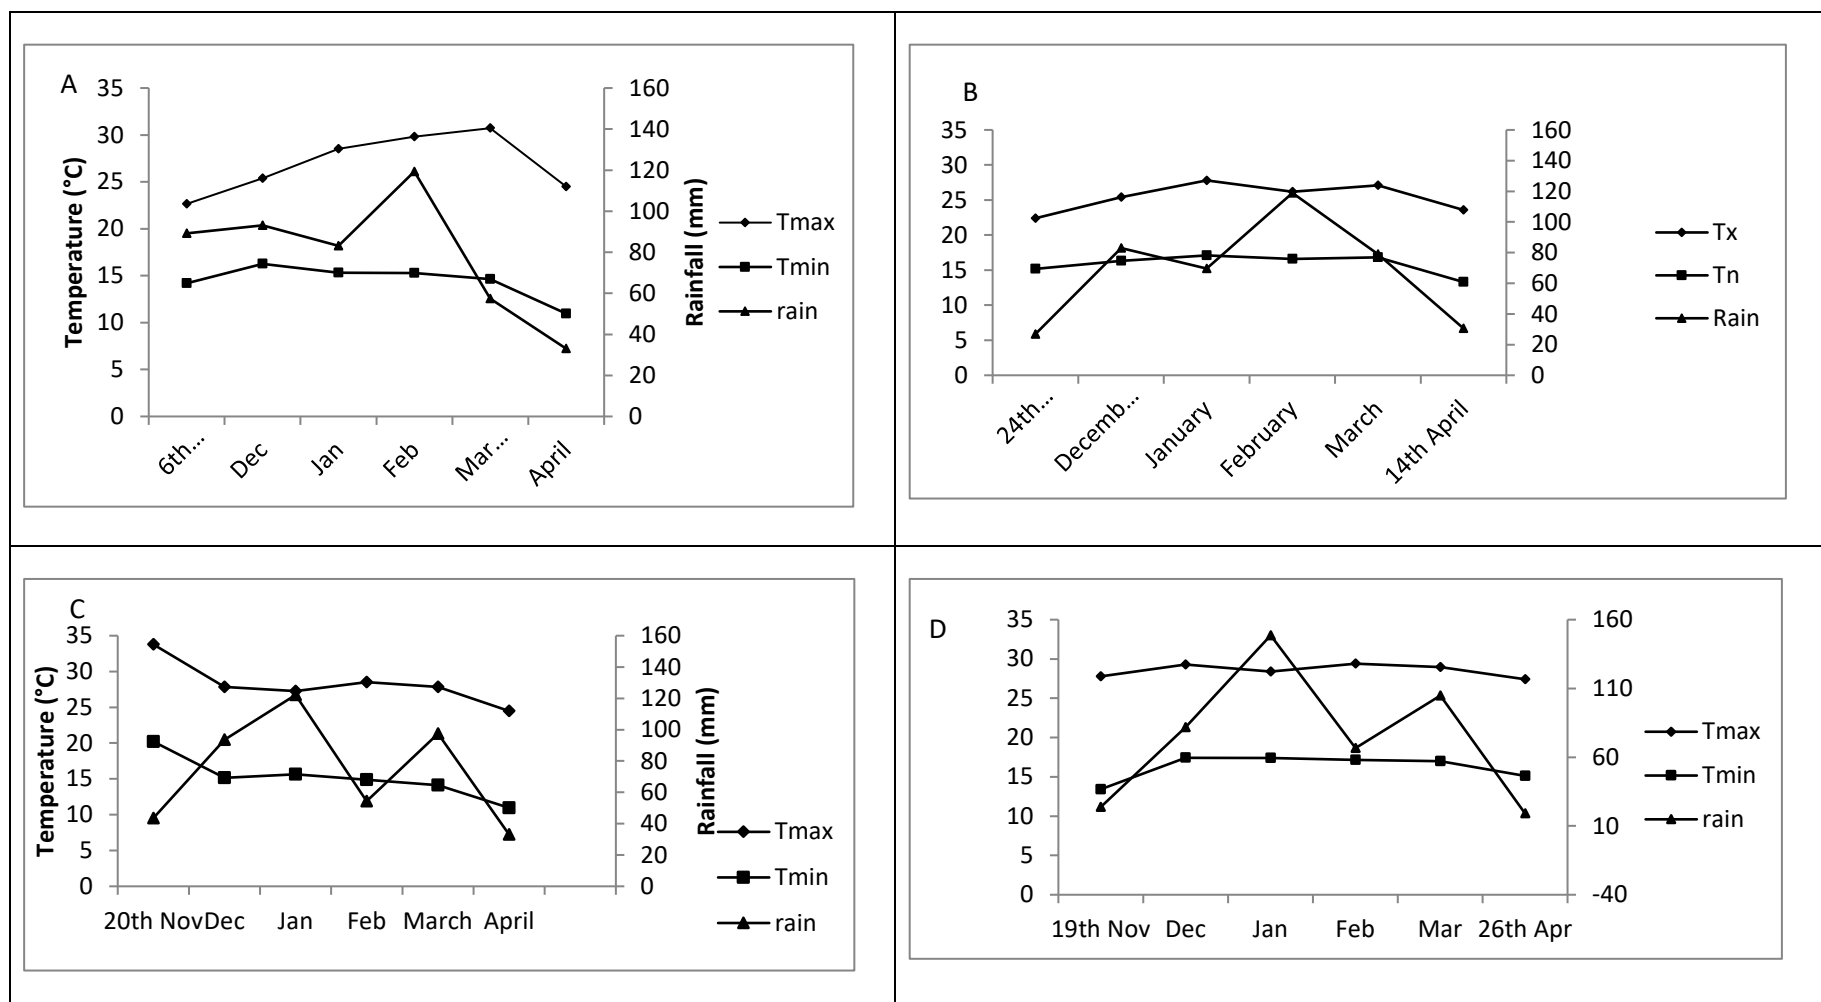 A
35
30
25
20
15
10
5
0
Temperature (°C)
160
140
120
100
80
60
40
20
0
Rainfall (mm)
6th...
Dec
Jan
Feb
Mar...
April
Tmax
Tmin
rain
B
35
30
25
20
15
10
5
0
160
140
120
100
80
60
40
20
0
24th...
Decemb...
January
February
March
14th April
Tx
Tn
Rain
C
35
30
25
20
15
10
5
0
Temperature (°C)
160
140
120
100
80
60
40
20
0
Rainfall (mm)
20th Nov Dec Jan Feb March April
Tmax
Tmin
rain
D
35
30
25
20
15
10
5
0
160
110
60
10
-40
19th Nov Dec Jan Feb Mar 26th Apr
Tmax
Tmin
rain